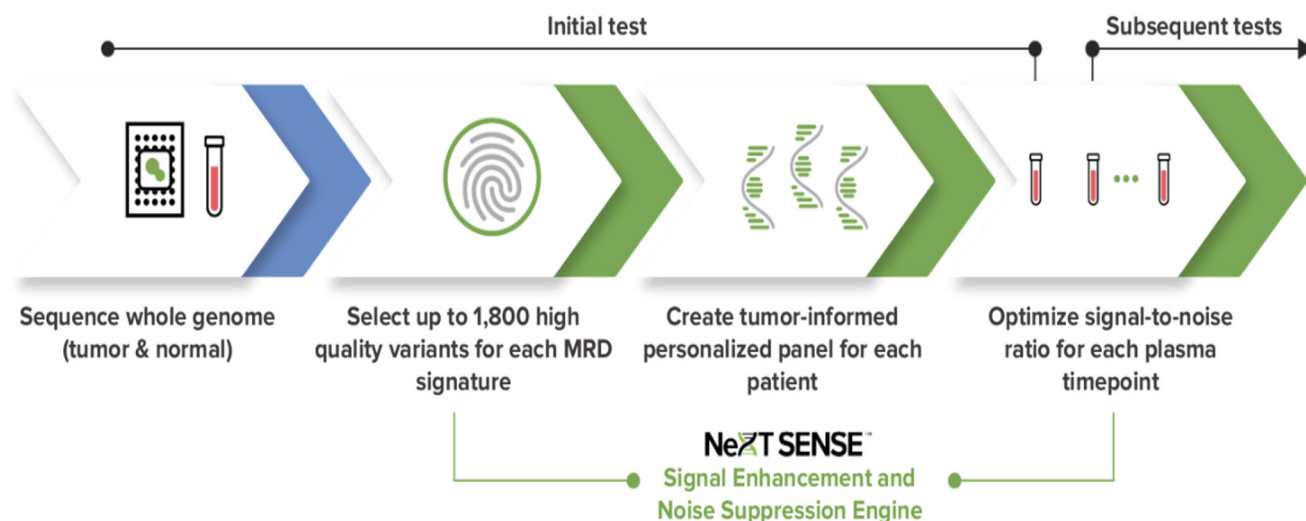 Initial test
Subsequent tests
Sequence whole genome
(tumor & normal)
Select up to 1,800 high
quality variants for each MRD
signature
Create tumor-informed
personalized panel for each
patient
Optimize signal-to-noise
ratio for each plasma
timepoint
NeXT SENSE™
Signal Enhancement and
Noise Suppression Engine